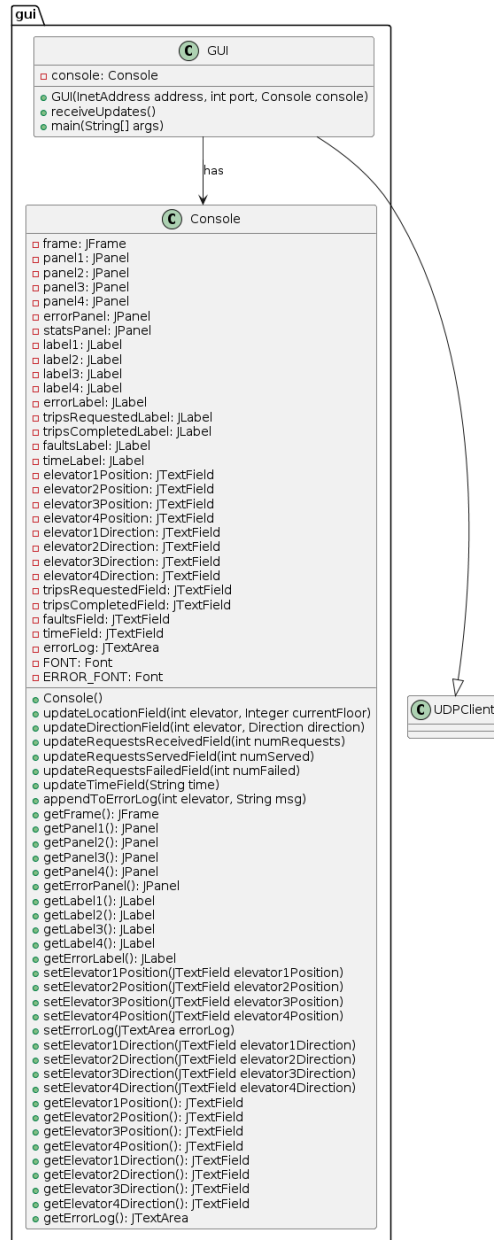 gui
C GUI
console: Console
GUI(InetAddress address, int port, Console console)
receiveUpdates()
main(String[] args)
has
C Console
frame: JFrame
panel1: JPanel
panel2: JPanel
panel3: JPanel
panel4: JPanel
errorPanel: JPanel
statsPanel: JPanel
label1: JLabel
label2: JLabel
label3: JLabel
label4: JLabel
errorLabel: JLabel
tripsRequestedLabel: JLabel
tripsCompletedLabel: JLabel
faultsLabel: JLabel
timeLabel: JLabel
elevator1Position: JTextField
elevator2Position: JTextField
elevator3Position: JTextField
elevator4Position: JTextField
elevator1Direction: JTextField
elevator2Direction: JTextField
elevator3Direction: JTextField
elevator4Direction: JTextField
tripsRequestedField: JTextField
tripsCompletedField: JTextField
faultsField: JTextField
timeField: JTextField
errorLog: JTextArea
FONT: Font
ERROR_FONT: Font
Console()
updateLocationField(int elevator, Integer currentFloor)
updateDirectionField(int elevator, Direction direction)
updateRequestsReceivedField(int numRequests)
updateRequestsServedField(int numServed)
updateRequestsFailedField(int numFailed)
updateTimeField(String time)
appendToErrorLog(int elevator, String msg)
getFrame(): JFrame
getPanel1(): JPanel
getPanel2(): JPanel
getPanel3(): JPanel
getPanel4(): JPanel
getErrorPanel(): JPanel
getLabel1(): JLabel
getLabel2(): JLabel
getLabel3(): JLabel
getLabel4(): JLabel
getErrorLabel(): JLabel
setElevator1Position(JTextField elevator1Position)
setElevator2Position(JTextField elevator2Position)
setElevator3Position(JTextField elevator3Position)
setElevator4Position(JTextField elevator4Position)
setErrorLog(JTextArea errorLog)
setElevator1Direction(JTextField elevator1Direction)
setElevator2Direction(JTextField elevator2Direction)
setElevator3Direction(JTextField elevator3Direction)
setElevator4Direction(JTextField elevator4Direction)
getElevator1Position(): JTextField
getElevator2Position(): JTextField
getElevator3Position(): JTextField
getElevator4Position(): JTextField
getElevator1Direction(): JTextField
getElevator2Direction(): JTextField
getElevator3Direction(): JTextField
getElevator4Direction(): JTextField
getErrorLog(): JTextArea
C UDPClient